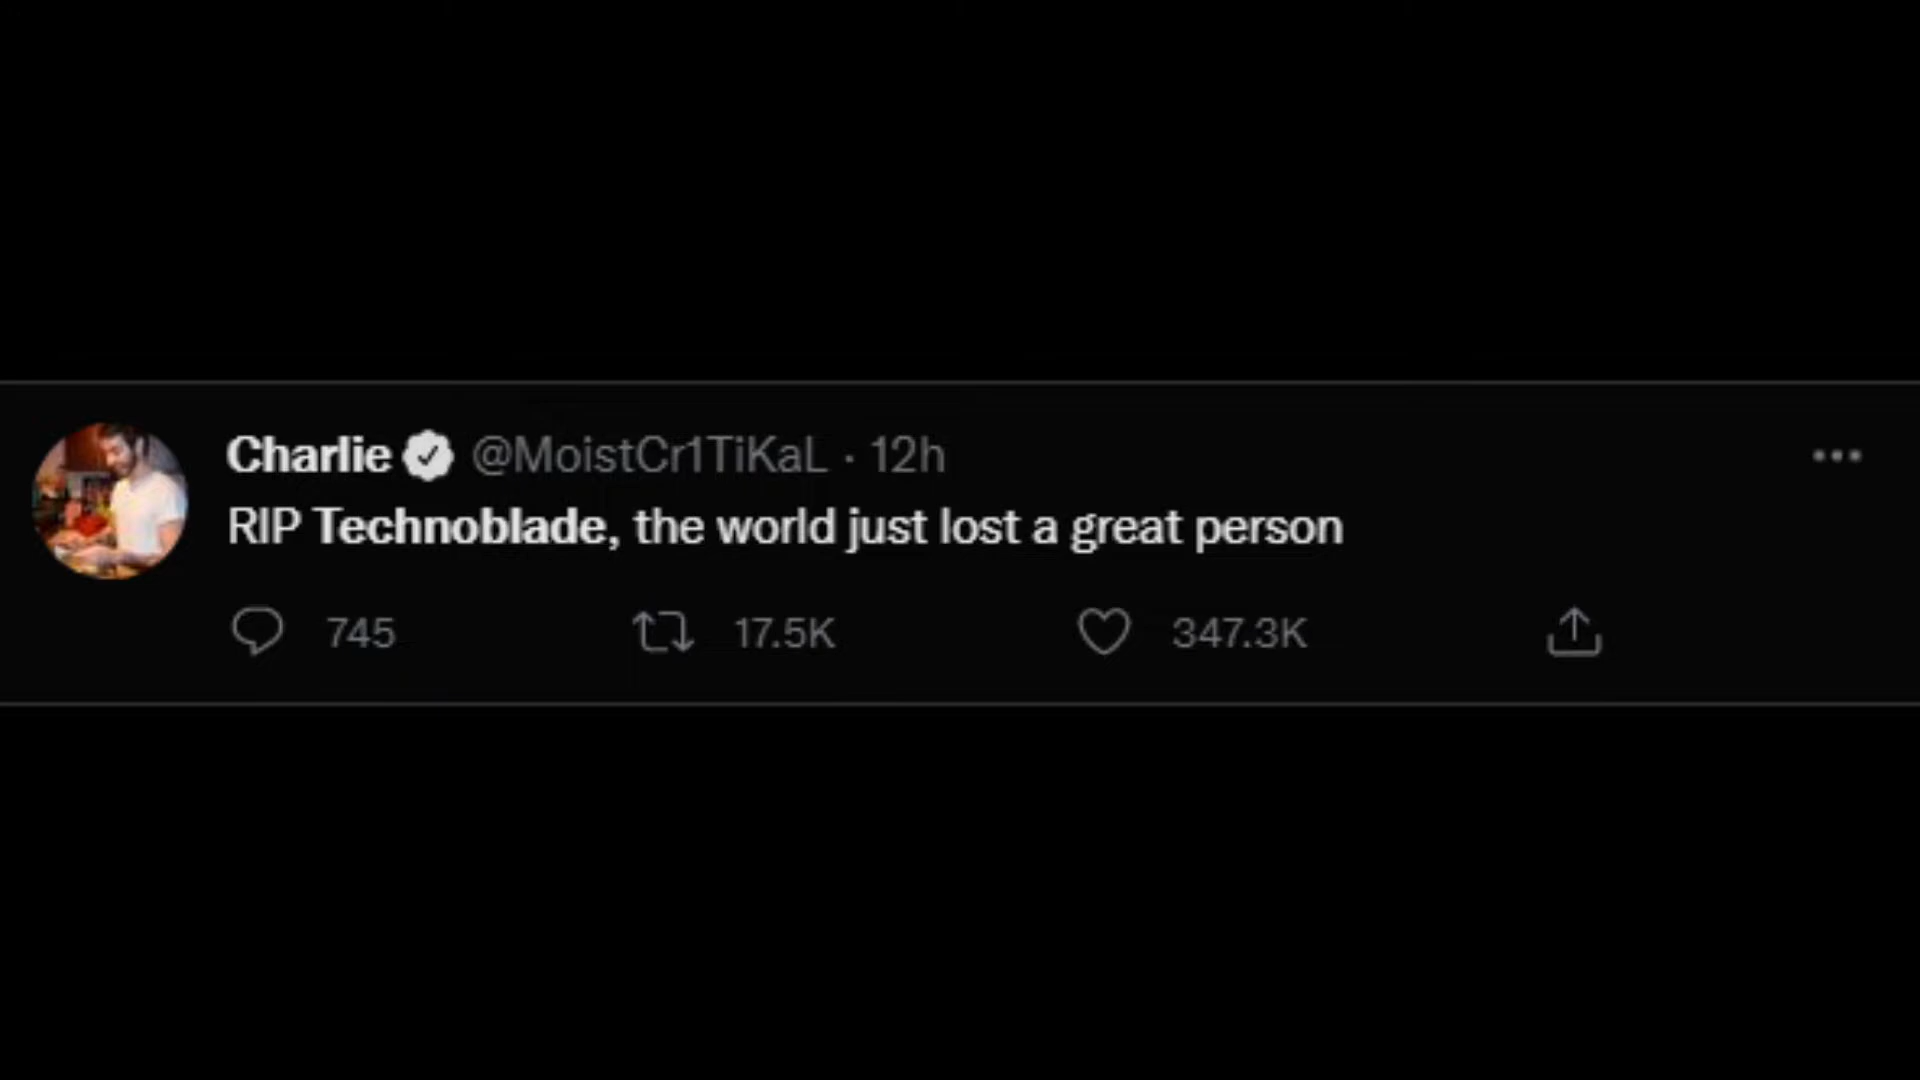 Charlie @MoistCr1TiKaL · 12h
RIP Technoblade, the world just lost a great person
745 17.5K 347.3K